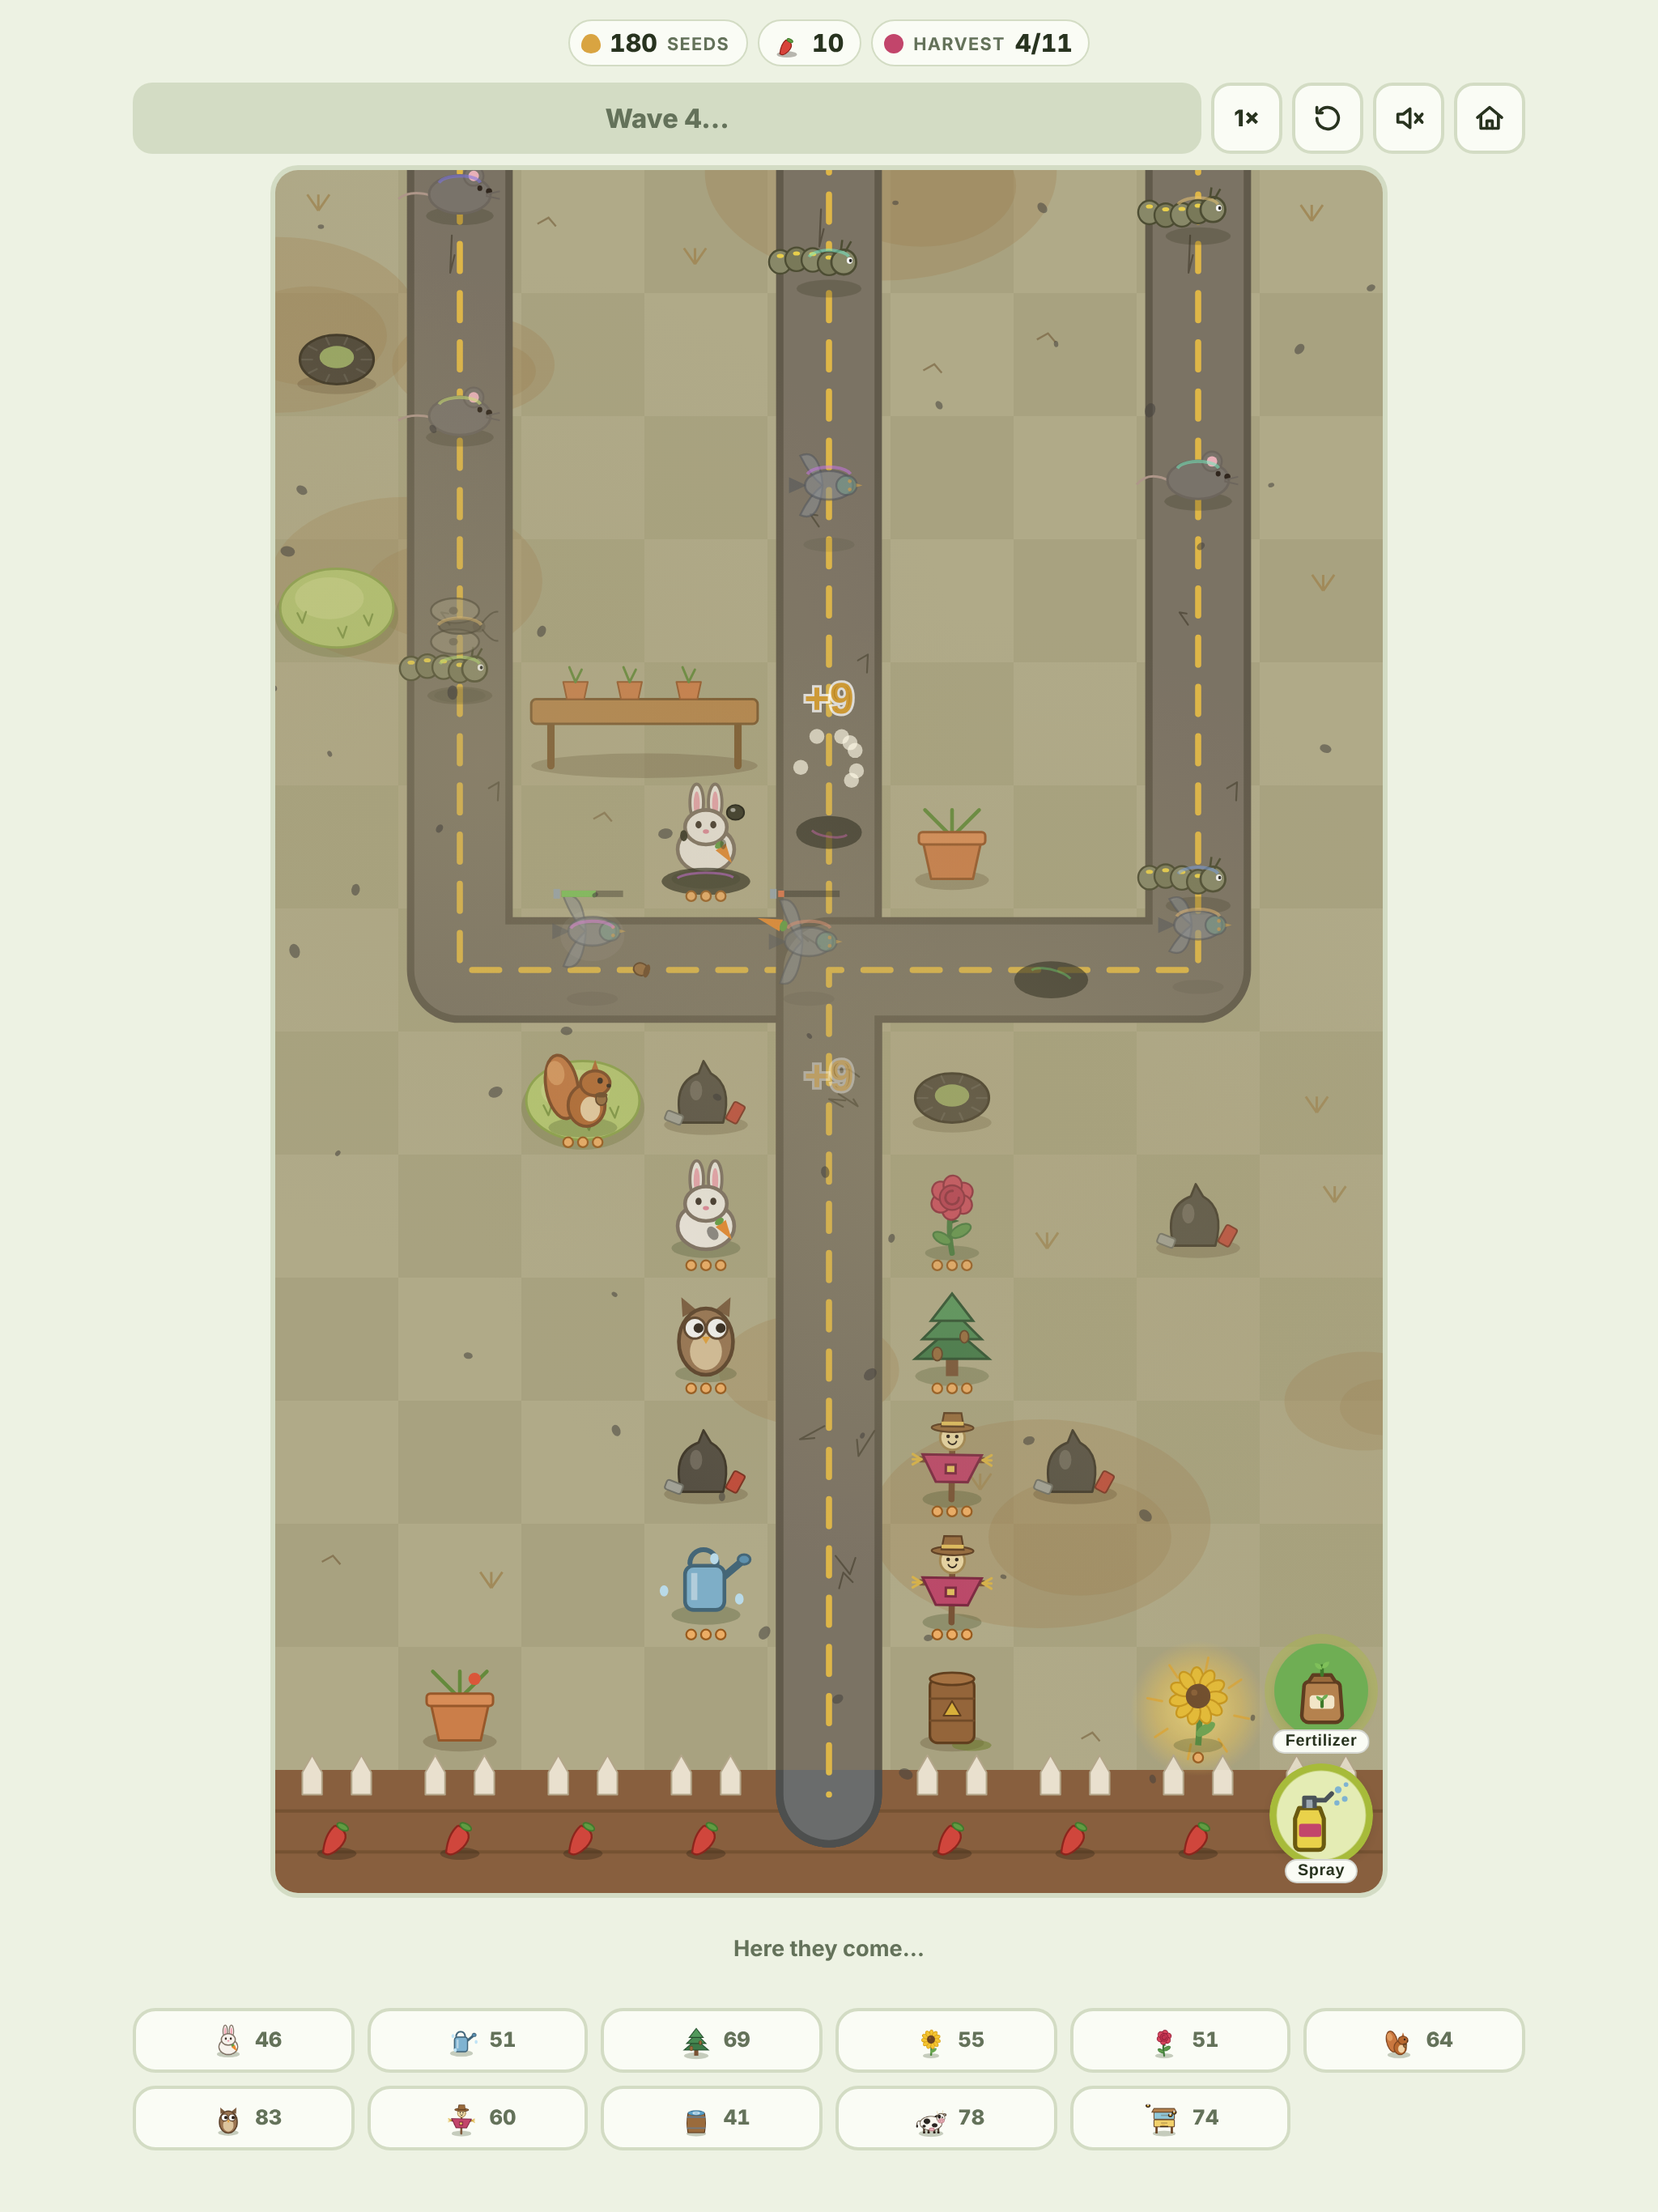 180 SEEDS
10
HARVEST 4/11
Wave 4...
1×
+9
+9
Fertilizer
Spray
Here they come...
46
51
69
55
51
64
83
60
41
78
74